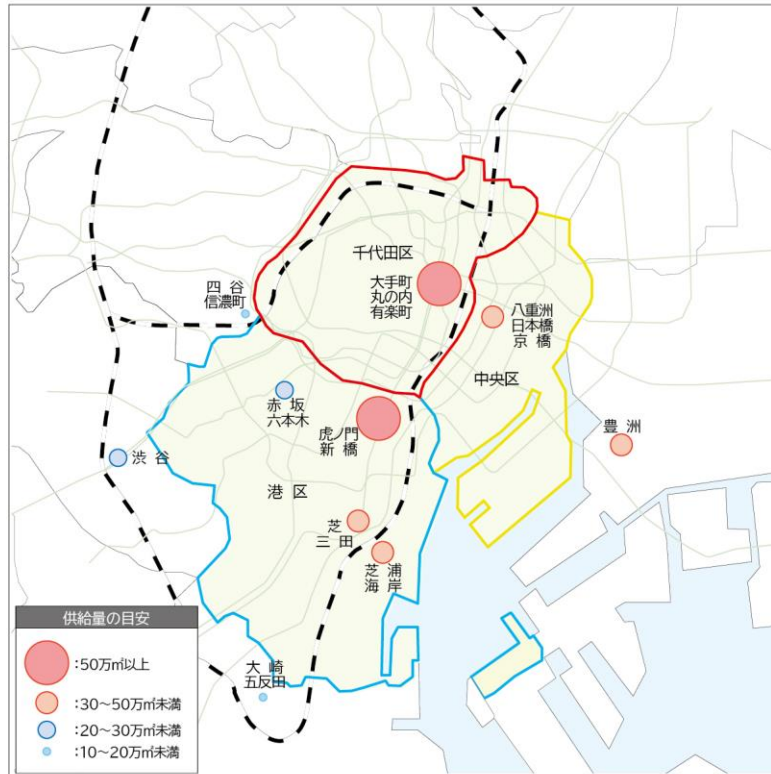 千代田区
大手町
丸の内
有楽町
四 谷
信濃町
八重洲
日本橋
京 橋
中央区
赤 坂
六本木
虎ノ門
新 橋
豊 洲
渋 谷
港 区
芝
三 田
芝 浦
海 岸
大 崎
五反田
供給量の目安
:50万㎡以上
:30〜50万㎡未満
:20〜30万㎡未満
:10〜20万㎡未満